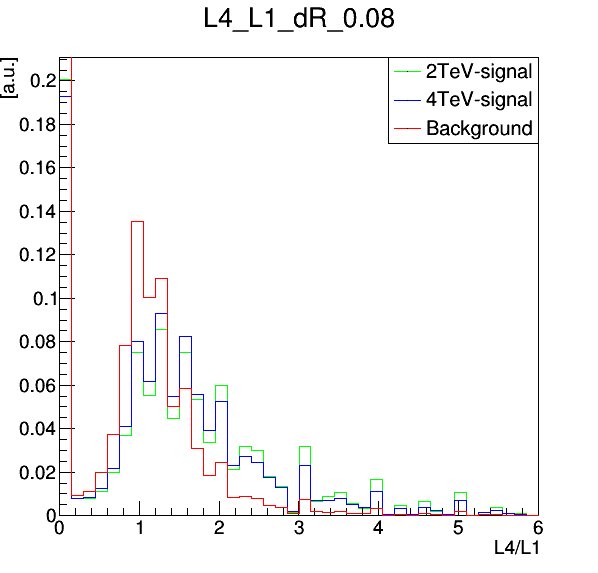 L4_L1_dR_0.08
[a.u.]
2TeV-signal
4TeV-signal
Background
0.2
0.18
0.16
0.14
0.12
0.1
0.08
0.06
0.04
0.02
0
0 1 2 3 4 5 6
L4/L1